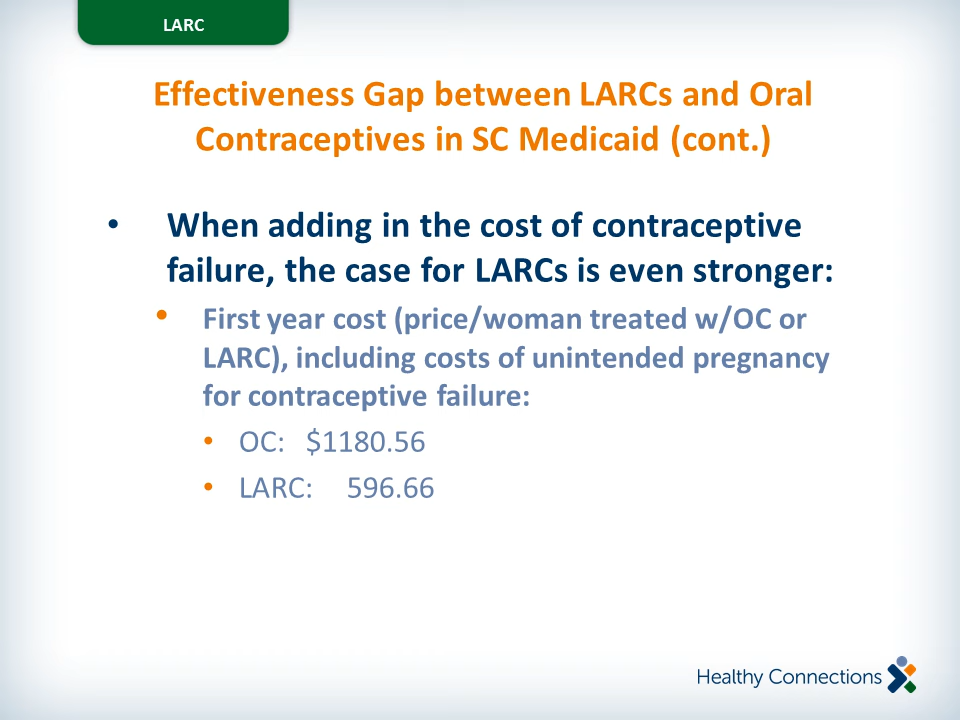 LARC
Effectiveness Gap between LARCs and Oral
Contraceptives in SC Medicaid (cont.)
• When adding in the cost of contraceptive
failure, the case for LARCs is even stronger:
• First year cost (price/woman treated w/OC or
LARC), including costs of unintended pregnancy
for contraceptive failure:
• OC: $1180.56
• LARC: 596.66
Healthy Connections